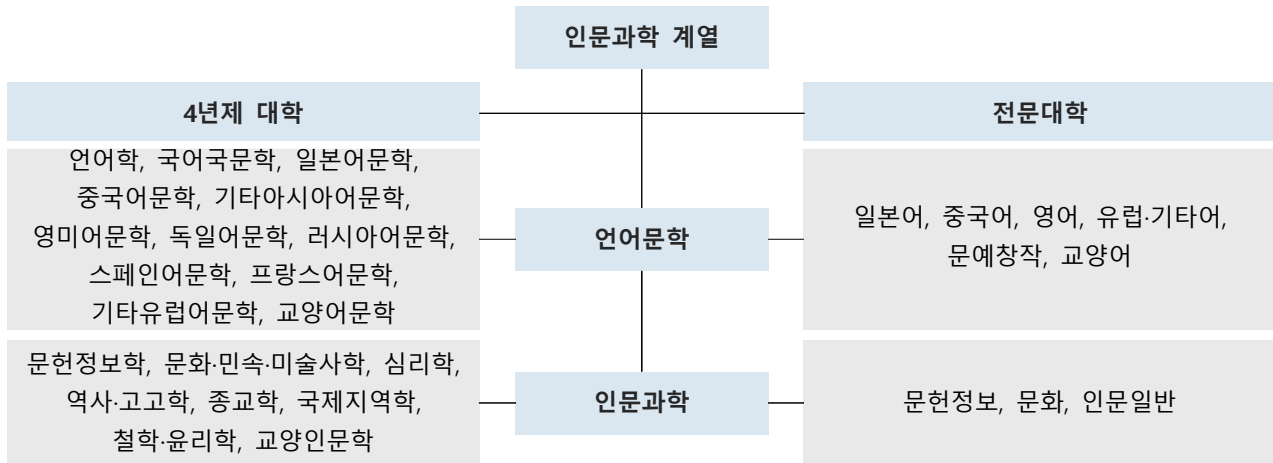 인문과학 계열
4년제 대학
전문대학
언어학, 국어국문학, 일본어문학,
중국어문학, 기타아시아어문학,
영미어문학, 독일어문학, 러시아어문학,
스페인어문학, 프랑스어문학,
기타유럽어문학, 교양어문학
언어문학
일본어, 중국어, 영어, 유럽·기타어,
문예창작, 교양어
문헌정보학, 문화·민속·미술사학, 심리학,
역사·고고학, 종교학, 국제지역학,
철학·윤리학, 교양인문학
인문과학
문헌정보, 문화, 인문일반